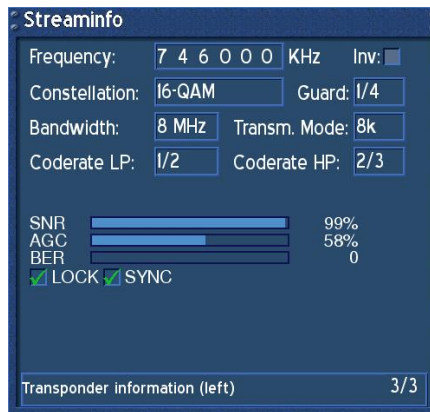 Streaminfo
Frequency: 7 4 6 0 0 0 KHz Inv:
Constellation: 16-QAM Guard: 1/4
Bandwidth: 8 MHz Transm. Mode: 8k
Coderate LP: 1/2 Coderate HP: 2/3
SNR 99%
AGC 58%
BER 0
LOCK SYNC
Transponder information (left) 3/3